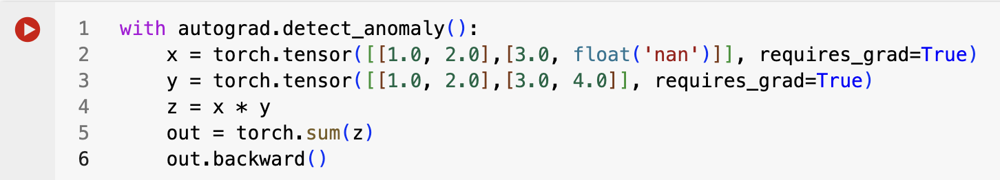 1 with autograd.detect_anomaly():
2     x = torch.tensor([[1.0, 2.0],[3.0, float('nan')]], requires_grad=True)
3     y = torch.tensor([[1.0, 2.0],[3.0, 4.0]], requires_grad=True)
4     z = x * y
5     out = torch.sum(z)
6     out.backward()